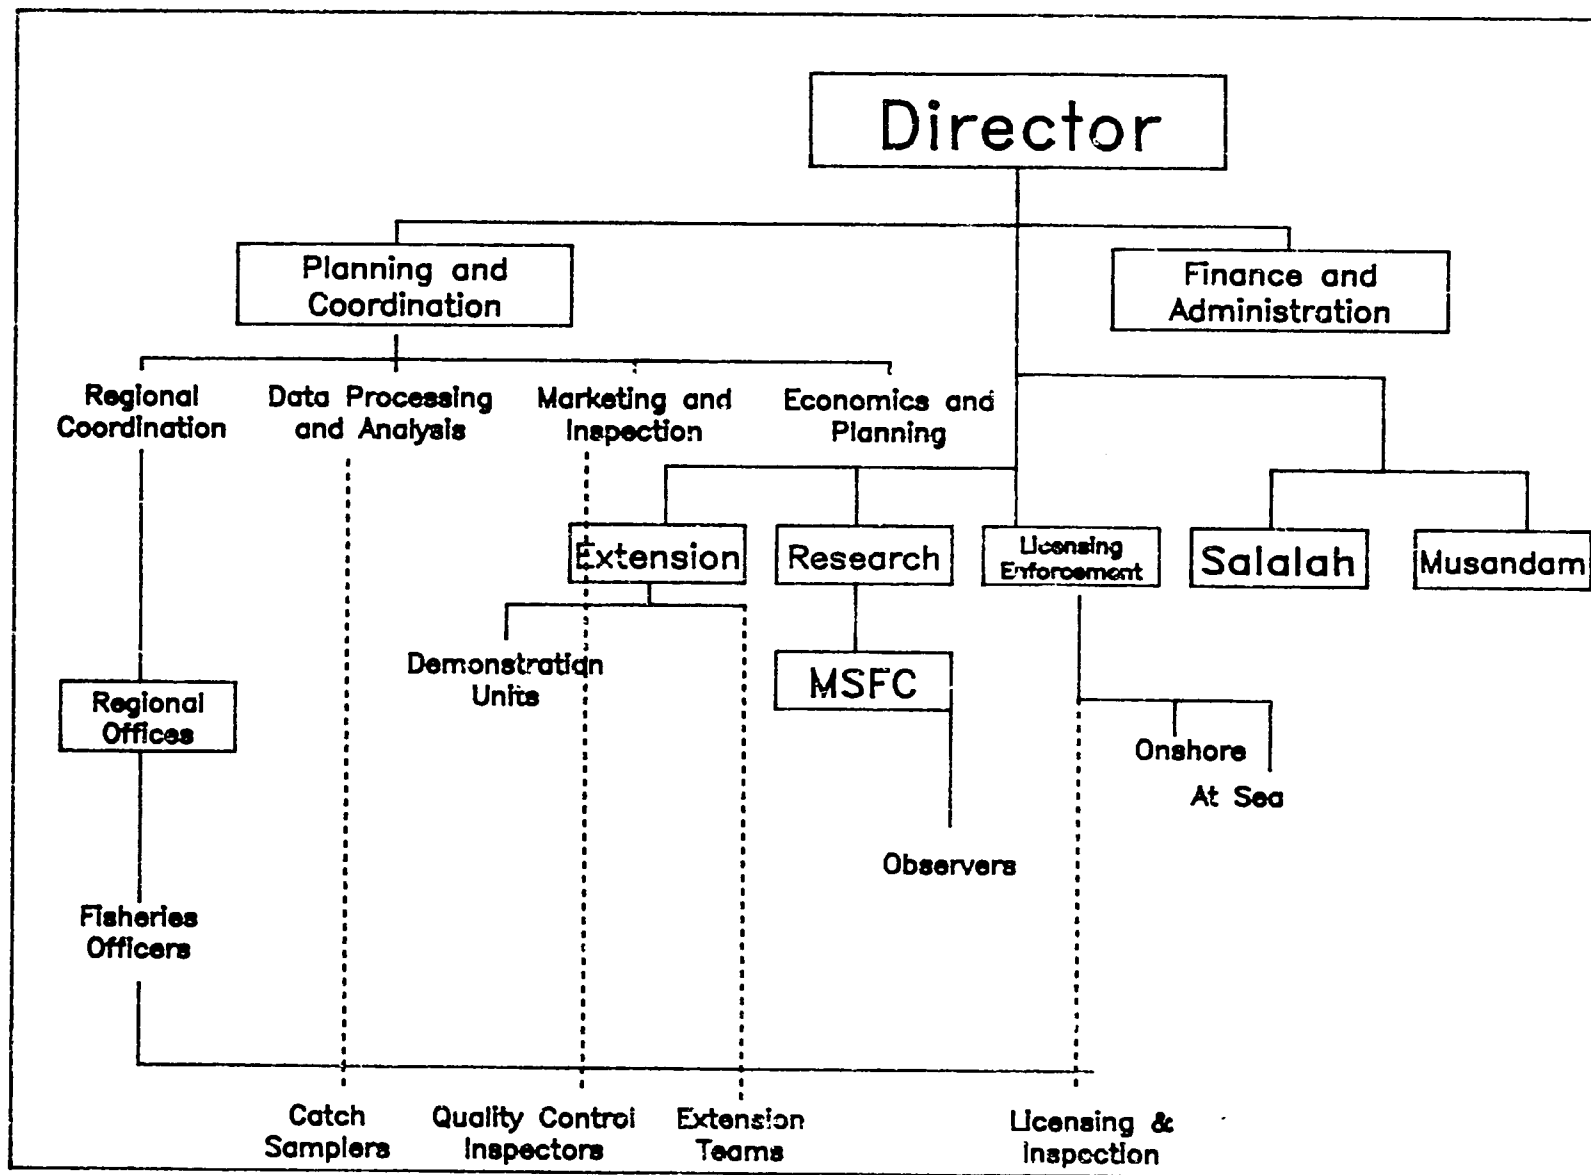 Director
Planning and
Coordination
Finance and
Administration
Regional
Coordination
Data Processing
and Analysis
Marketing and
Inspection
Economics and
Planning
Extension
Research
Licensing
Enforcement
Salalah
Musandam
Demonstration
Units
MSFC
Regional
Offices
Onshore
At Sea
Observers
Fisheries
Officers
Catch
Samplers
Quality Control
Inspectors
Extension
Teams
Licensing &
Inspection